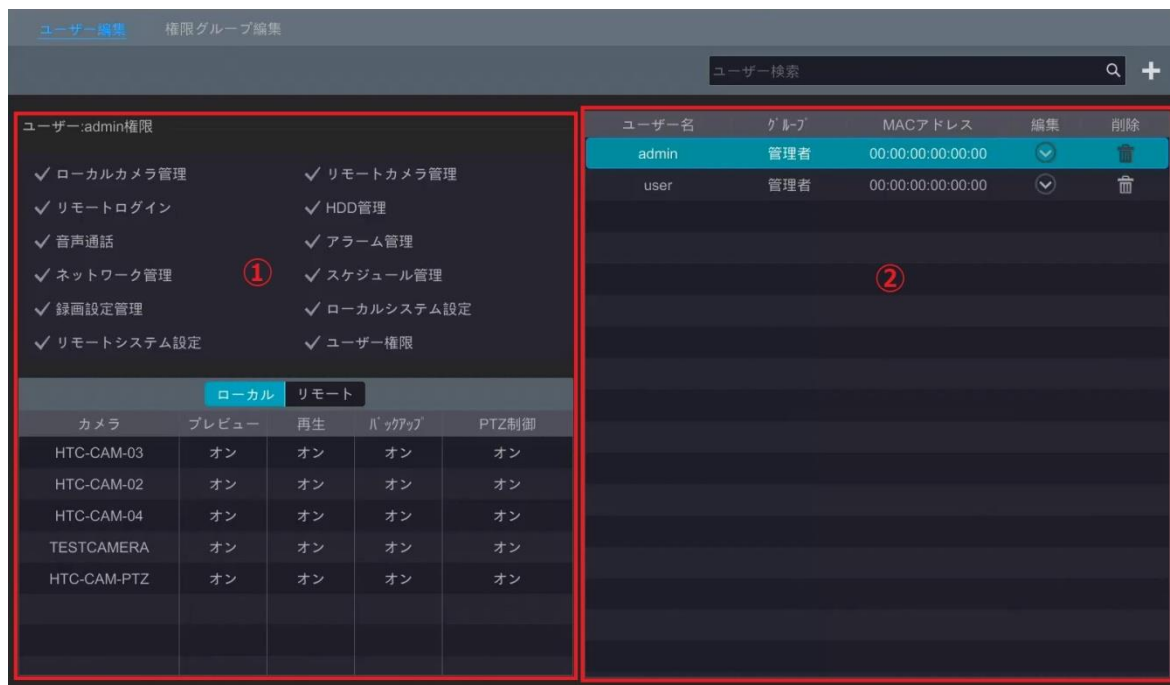 ユーザー編集 権限グループ編集
ユーザー検索
ユーザー:admin権限
ローカルカメラ管理 リモートカメラ管理
リモートログイン HDD管理
音声通話 アラーム管理
ネットワーク管理 スケジュール管理
録画設定管理 ローカルシステム設定
リモートシステム設定 ユーザー権限
①
ローカル リモート
カメラ プレビュー 再生 ﾊﾞｯｸｱｯﾌﾟ PTZ制御
HTC-CAM-03 オン オン オン オン
HTC-CAM-02 オン オン オン オン
HTC-CAM-04 オン オン オン オン
TESTCAMERA オン オン オン オン
HTC-CAM-PTZ オン オン オン オン
ユーザー名 ｸﾞﾙｰﾌﾟ MACアドレス 編集 削除
admin 管理者 00:00:00:00:00:00
user 管理者 00:00:00:00:00:00
②